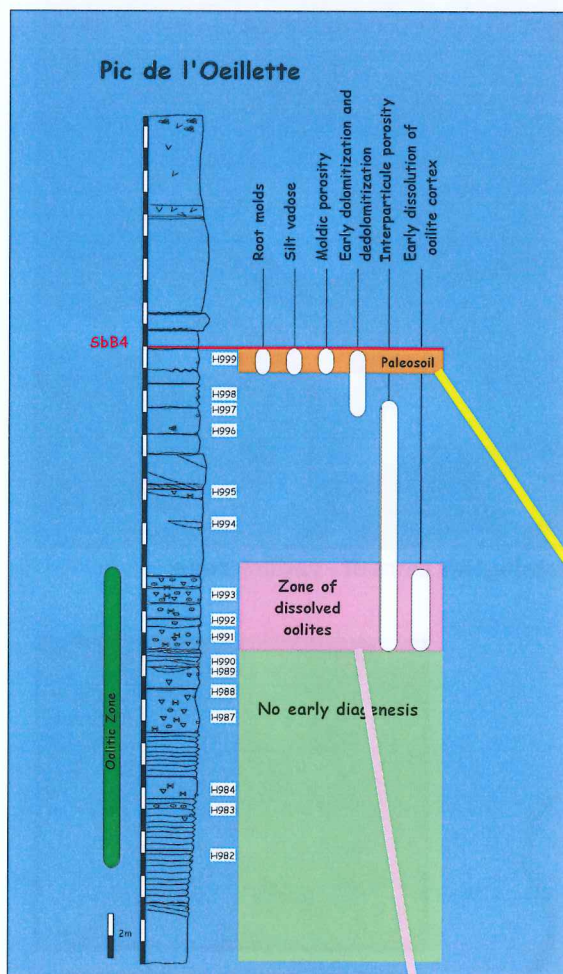 Pic de l'Oeillette
Root molds
Silt vadose
Moldic porosity
Early dolomitization and
dedolomitization
Interparticule porosity
Early dissolution of
ooilite cortex
SbB4
H999
Paleosoil
H998
H997
H996
H995
H994
Zone of
dissolved
oolites
H993
H992
H991
H990
H989
H988
H987
No early diagenesis
Oolitic Zone
H984
H983
H982
2m